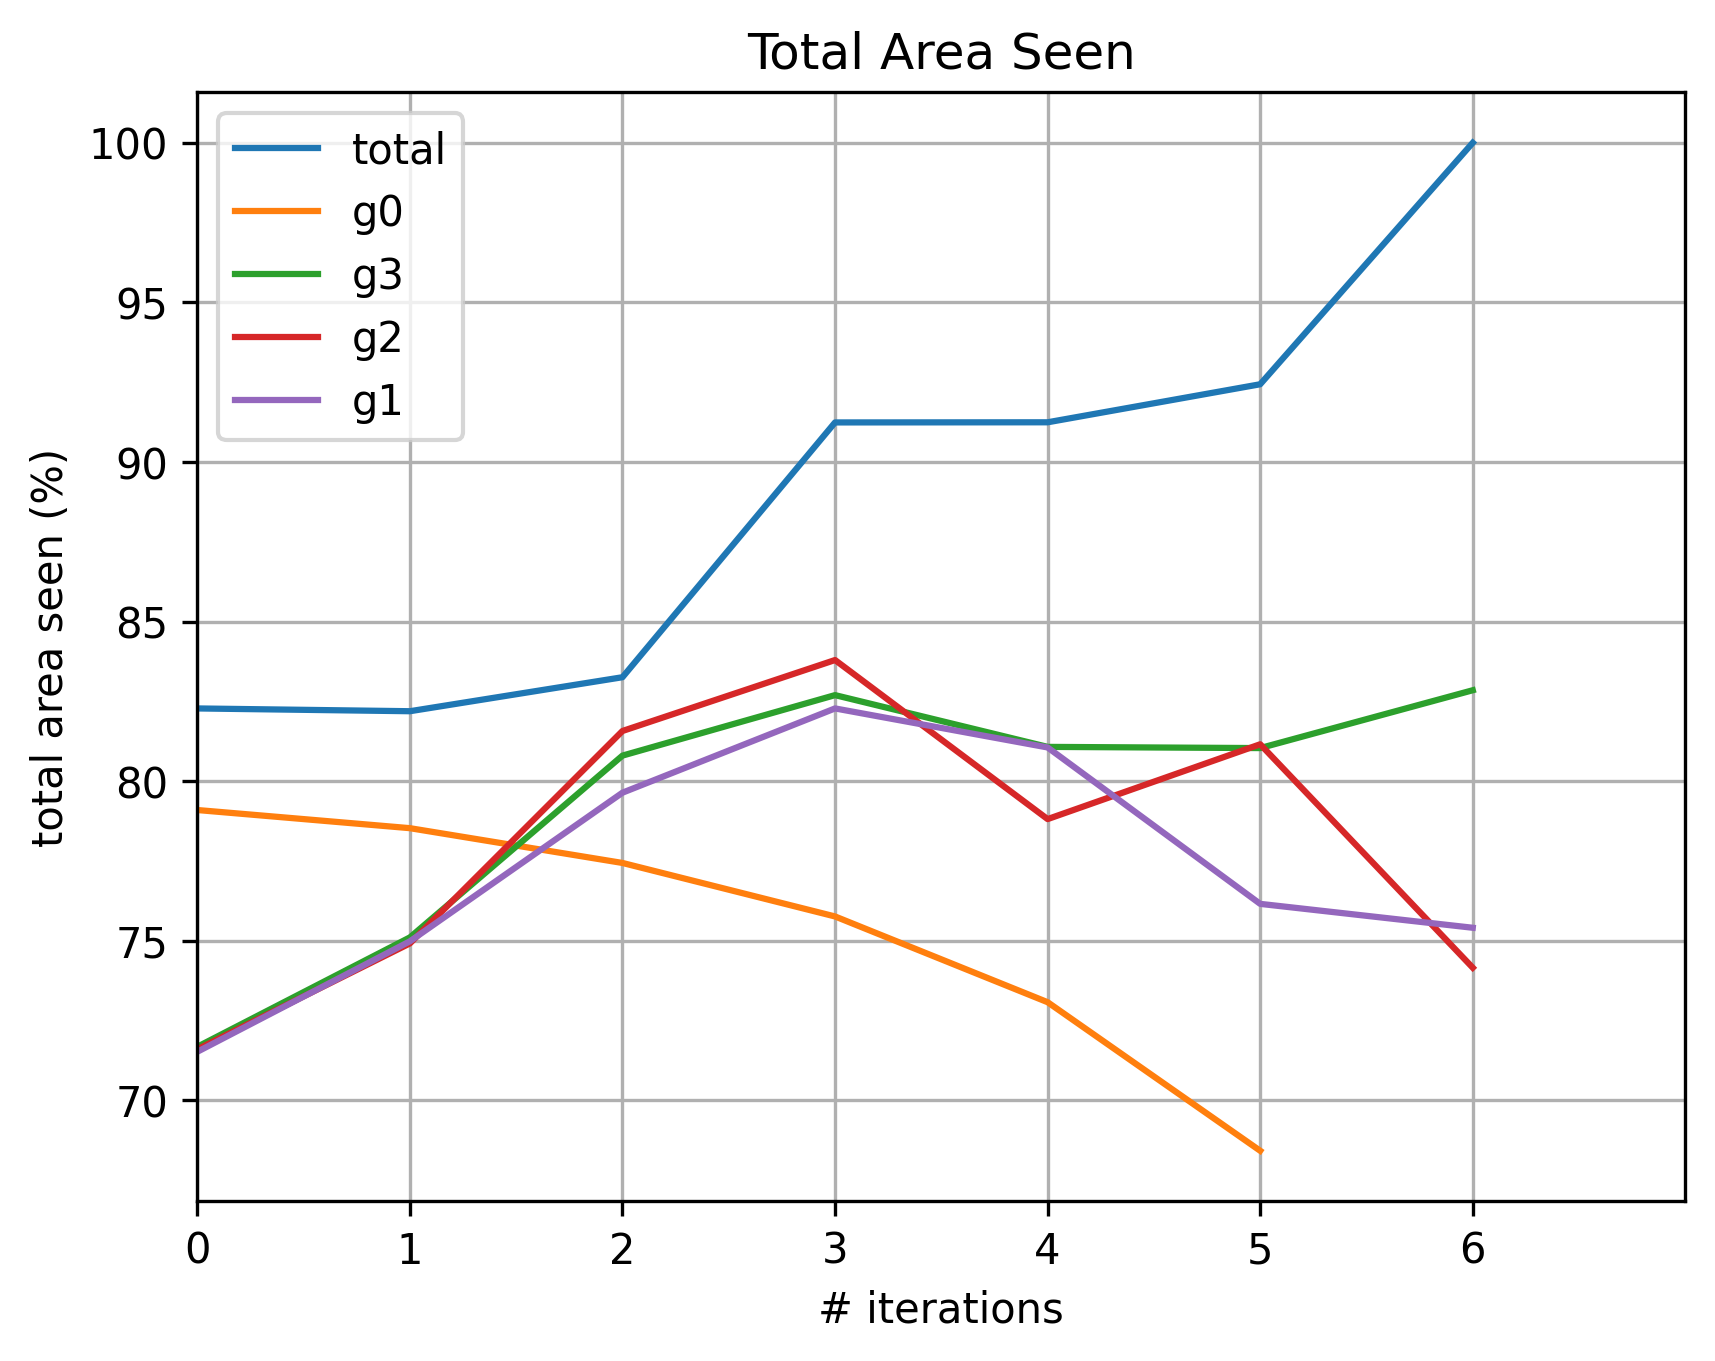 Total Area Seen
total
g0
g3
g2
g1
100
95
90
85
80
75
70
total area seen (%)
0 1 2 3 4 5 6
# iterations